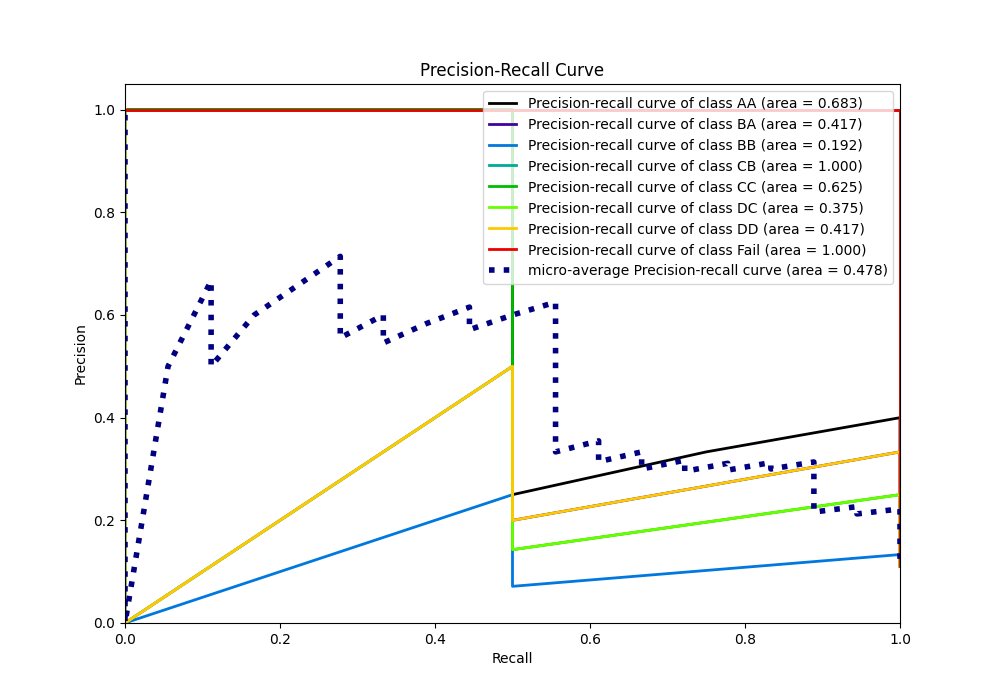 Precision-Recall Curve
Precision-recall curve of class AA (area = 0.683)
Precision-recall curve of class BA (area = 0.417)
Precision-recall curve of class BB (area = 0.192)
Precision-recall curve of class CB (area = 1.000)
Precision-recall curve of class CC (area = 0.625)
Precision-recall curve of class DC (area = 0.375)
Precision-recall curve of class DD (area = 0.417)
Precision-recall curve of class Fail (area = 1.000)
micro-average Precision-recall curve (area = 0.478)
1.0
0.8
0.6
0.4
0.2
0.0
Precision
0.0 0.2 0.4 0.6 0.8 1.0
Recall